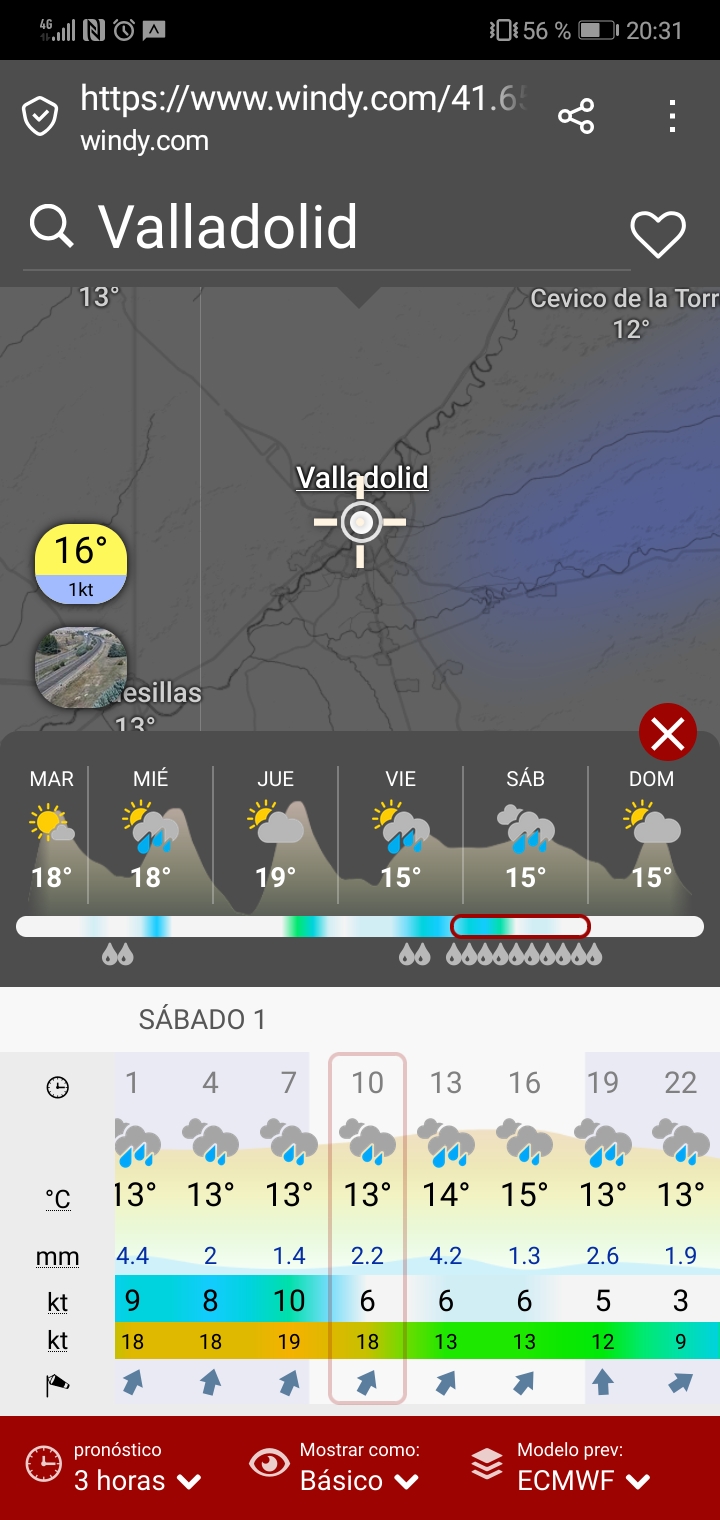 4G 56 % 20:31
https://www.windy.com/41.65
windy.com
Valladolid
13°
Cevico de la Torr
12°
Valladolid
16°
1kt
esillas
13°
MAR MIÉ JUE VIE SÁB DOM
18° 18° 19° 15° 15° 15°
SÁBADO 1
1 4 7 10 13 16 19 22
°C 13° 13° 13° 13° 14° 15° 13° 13°
mm 4.4 2 1.4 2.2 4.2 1.3 2.6 1.9
kt 9 8 10 6 6 6 5 3
kt 18 18 19 18 13 13 12 9
pronóstico Mostrar como: Modelo prev:
3 horas Básico ECMWF